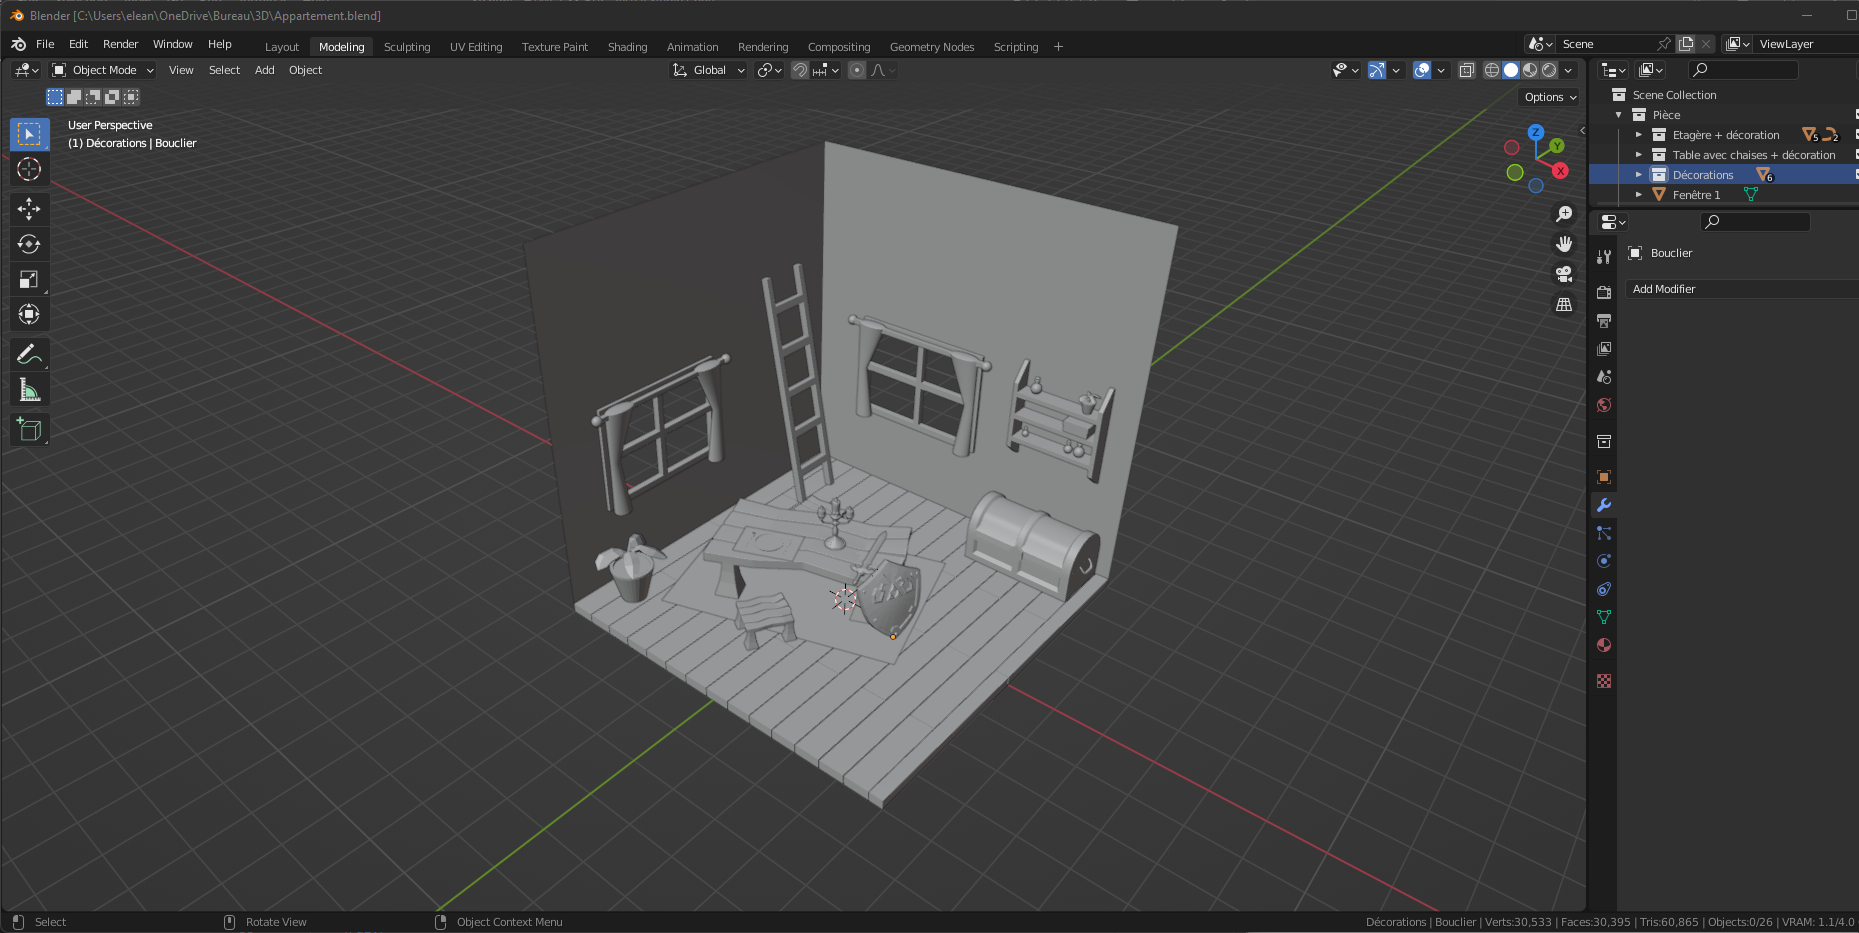 Blender [C:\Users\elean\OneDrive\Bureau\3D\Appartement.blend]
File Edit Render Window Help Layout Modeling Sculpting UV Editing Texture Paint Shading Animation Rendering Compositing Geometry Nodes Scripting + Scene ViewLayer
Object Mode View Select Add Object Global
Options
User Perspective
(1) Décorations | Bouclier
Z
Y
X
Scene Collection
Pièce
Etagère + décoration 5 2
Table avec chaises + décoration
Décorations 6
Fenêtre 1
Bouclier
Add Modifier
Select Rotate View Object Context Menu Décorations | Bouclier | Verts:30,533 | Faces:30,395 | Tris:60,865 | Objects:0/26 | VRAM: 1.1/4.0